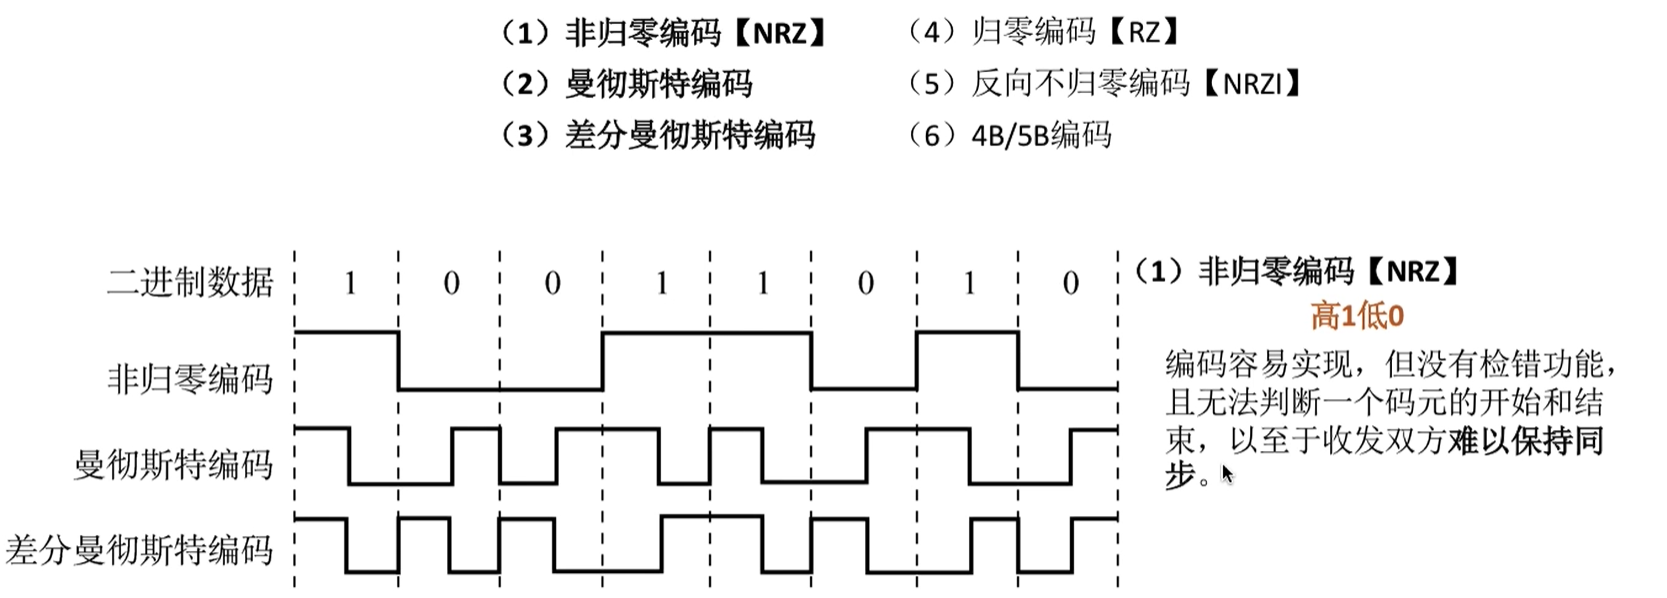 （1）非归零编码【NRZ】
（2）曼彻斯特编码
（3）差分曼彻斯特编码
（4）归零编码【RZ】
（5）反向不归零编码【NRZI】
（6）4B/5B编码
二进制数据 1 0 0 1 1 0 1 0
非归零编码
曼彻斯特编码
差分曼彻斯特编码
（1）非归零编码【NRZ】
高1低0
编码容易实现，但没有检错功能，
且无法判断一个码元的开始和结
束，以至于收发双方难以保持同
步。